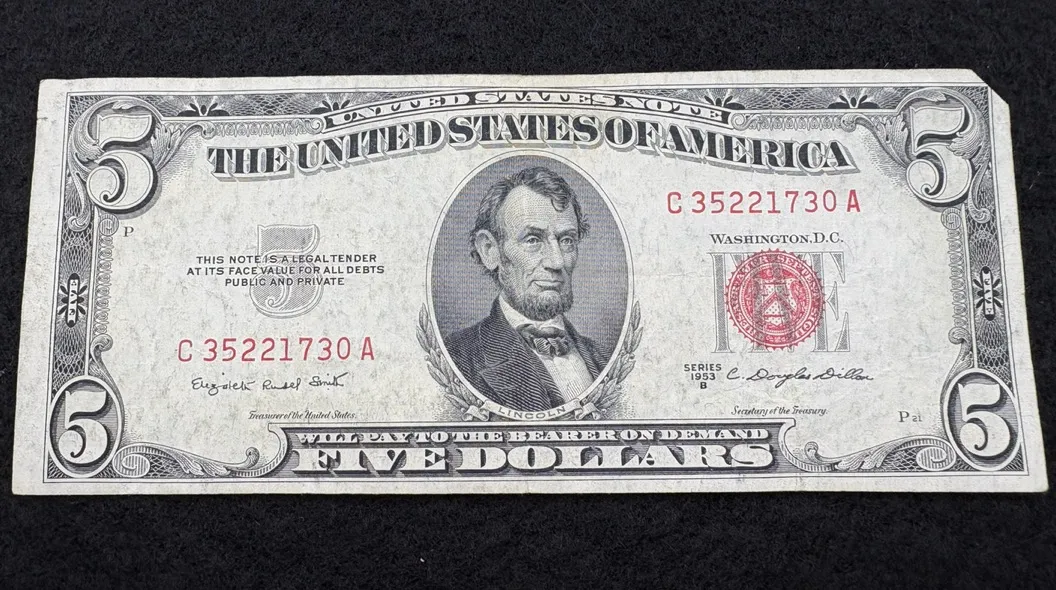 UNITED STATES NOTE
THE UNITED STATES OF AMERICA
5
5
C 35221730 A
P
WASHINGTON, D.C.
5
THIS NOTE IS A LEGAL TENDER
AT ITS FACE VALUE FOR ALL DEBTS
PUBLIC AND PRIVATE
FIVE
FIVE
FIVE
C 35221730 A
SERIES
1953
B
Elizabeth Rudel Smith
C. Douglas Dillon
Treasurer of the United States.
LINCOLN
Secretary of the Treasury.
P 21
5
5
WILL PAY TO THE BEARER ON DEMAND
FIVE DOLLARS